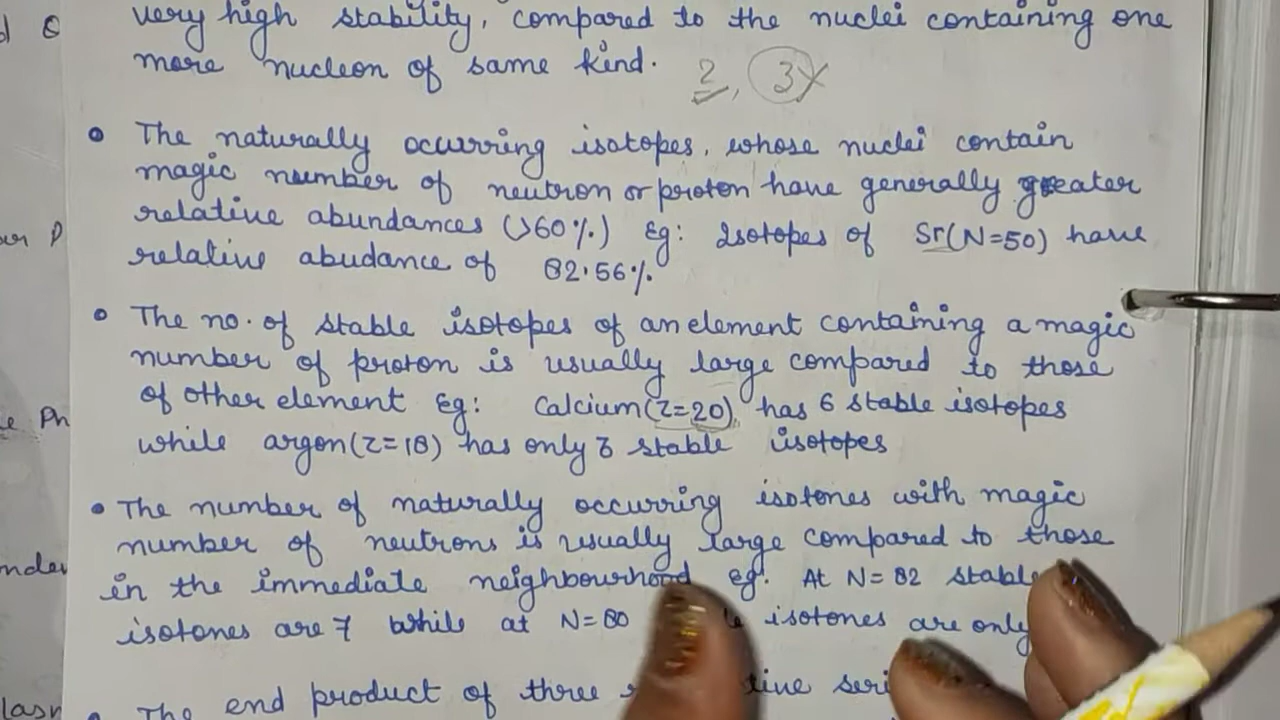 very high stability, compared to the nuclei containing one
more nucleon of same kind. 2, 3x
• The naturally occurring isotopes, whose nuclei contain
magic number of neutron or proton have generally greater
relative abundances (>60%) Eg: Isotopes of Sr(N=50) have
relative abudance of 82.56%
• The no. of stable isotopes of an element containing a magic
number of proton is usually large compared to those
of other element Eg: Calcium(Z=20) has 6 stable isotopes
while argon(Z=18) has only 3 stable isotopes
• The number of naturally occurring isotones with magic
number of neutrons is usually large compared to those
in the immediate neighbourhood eg. At N=82 stable
isotones are 7 while at N=80 isotones are only
• The end product of three